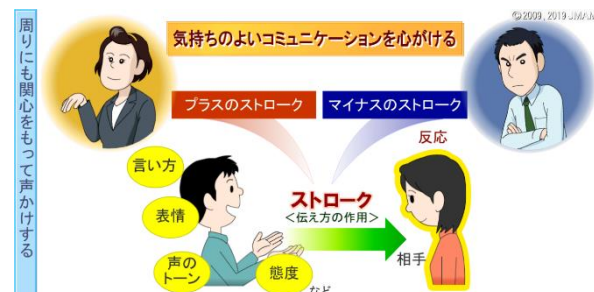 周りにも関心をもって声かけする
©2009, 2019 JMAM
気持ちのよいコミュニケーションを心がける
プラスのストローク
マイナスのストローク
反応
言い方
表情
声の
トーン
態度
など
ストローク
<伝え方の作用>
相手